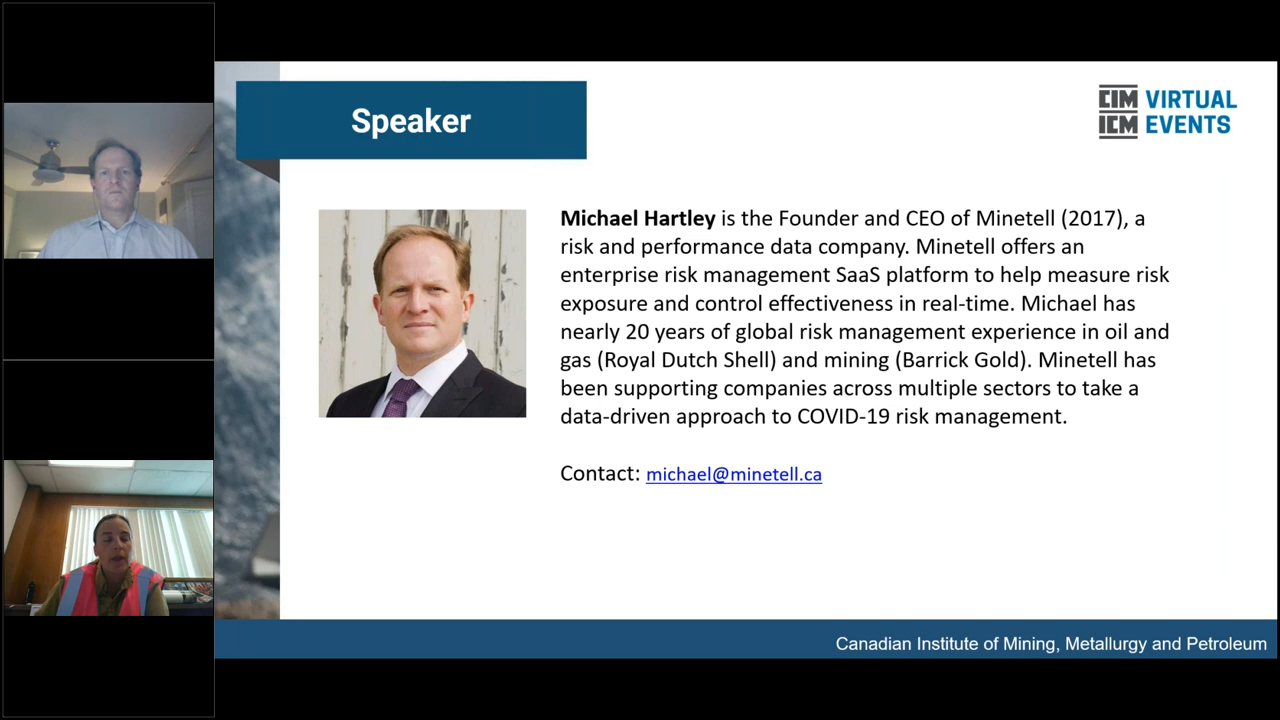 Speaker
CIM VIRTUAL
ICM EVENTS
Michael Hartley is the Founder and CEO of Minetell (2017), a
risk and performance data company. Minetell offers an
enterprise risk management SaaS platform to help measure risk
exposure and control effectiveness in real-time. Michael has
nearly 20 years of global risk management experience in oil and
gas (Royal Dutch Shell) and mining (Barrick Gold). Minetell has
been supporting companies across multiple sectors to take a
data-driven approach to COVID-19 risk management.
Contact: michael@minetell.ca
Canadian Institute of Mining, Metallurgy and Petroleum